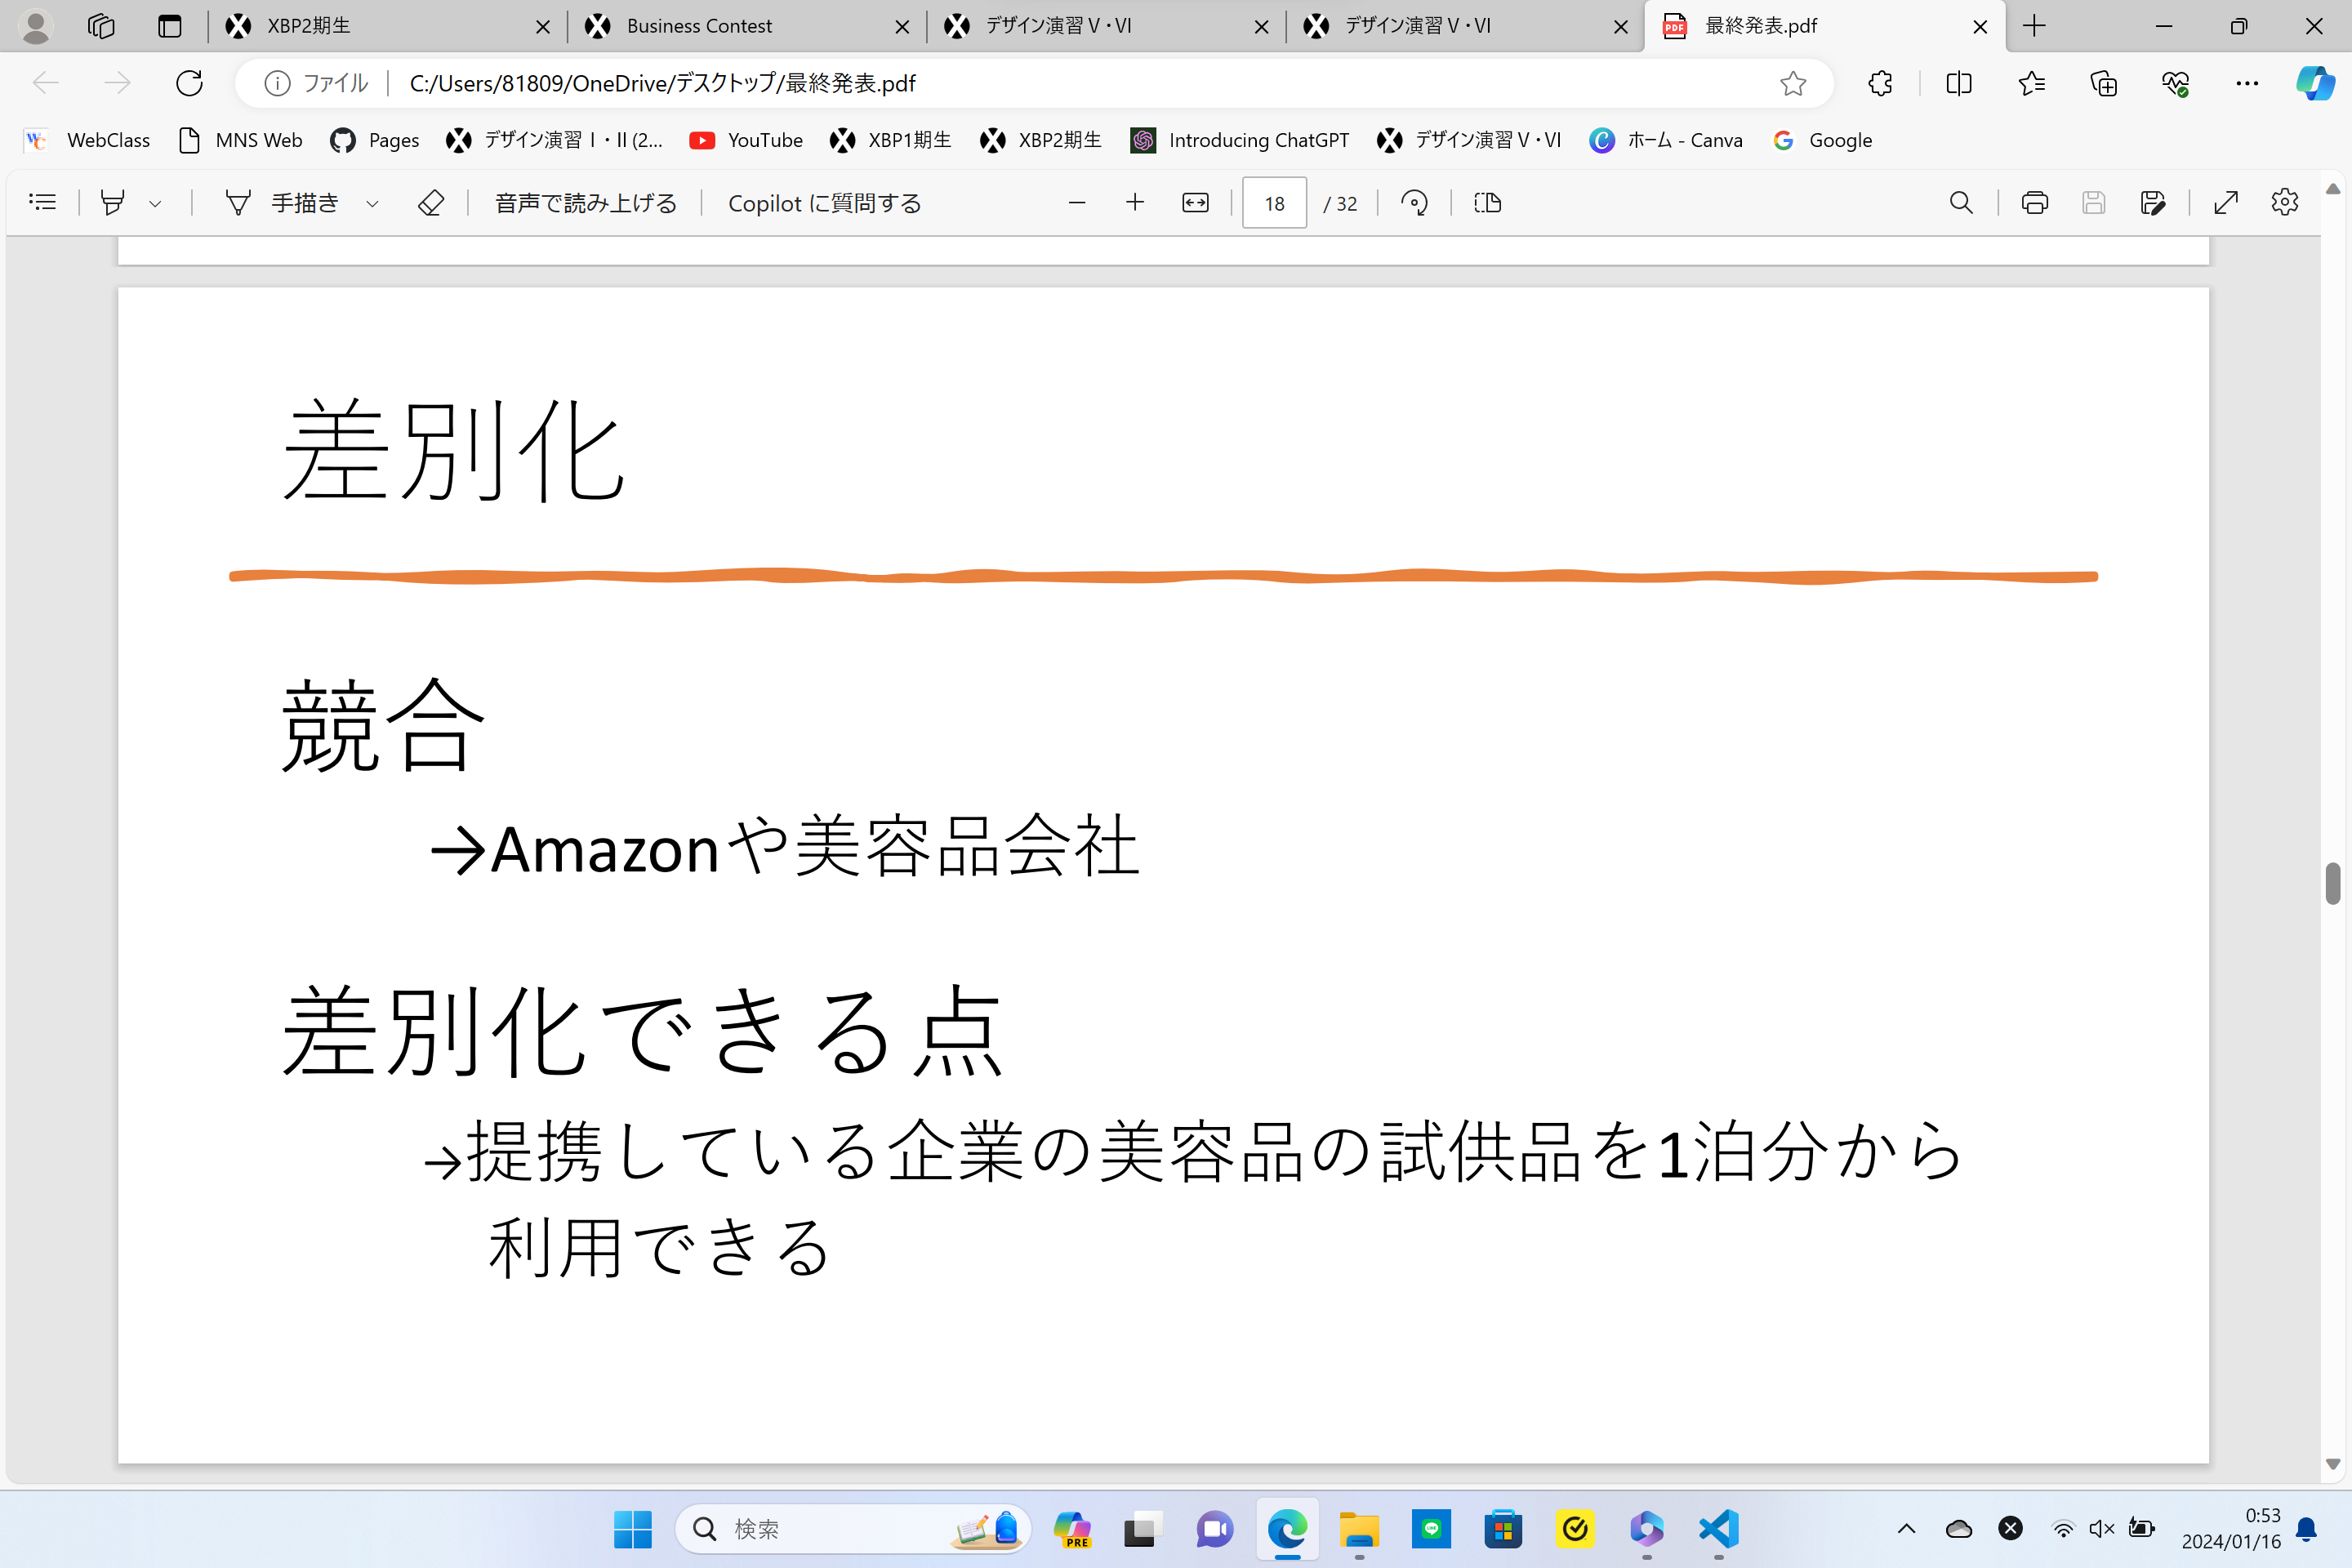 XBP2期生
Business Contest
デザイン演習Ⅴ・Ⅵ
デザイン演習Ⅴ・Ⅵ
最終発表.pdf
ファイル C:/Users/81809/OneDrive/デスクトップ/最終発表.pdf
WebClass MNS Web Pages デザイン演習Ⅰ・Ⅱ(2... YouTube XBP1期生 XBP2期生 Introducing ChatGPT デザイン演習Ⅴ・Ⅵ ホーム - Canva Google
手描き 音声で読み上げる Copilot に質問する 18 / 32
差別化
競合
→Amazonや美容品会社
差別化できる点
→提携している企業の美容品の試供品を1泊分から
利用できる
検索
PRE
0:53
2024/01/16